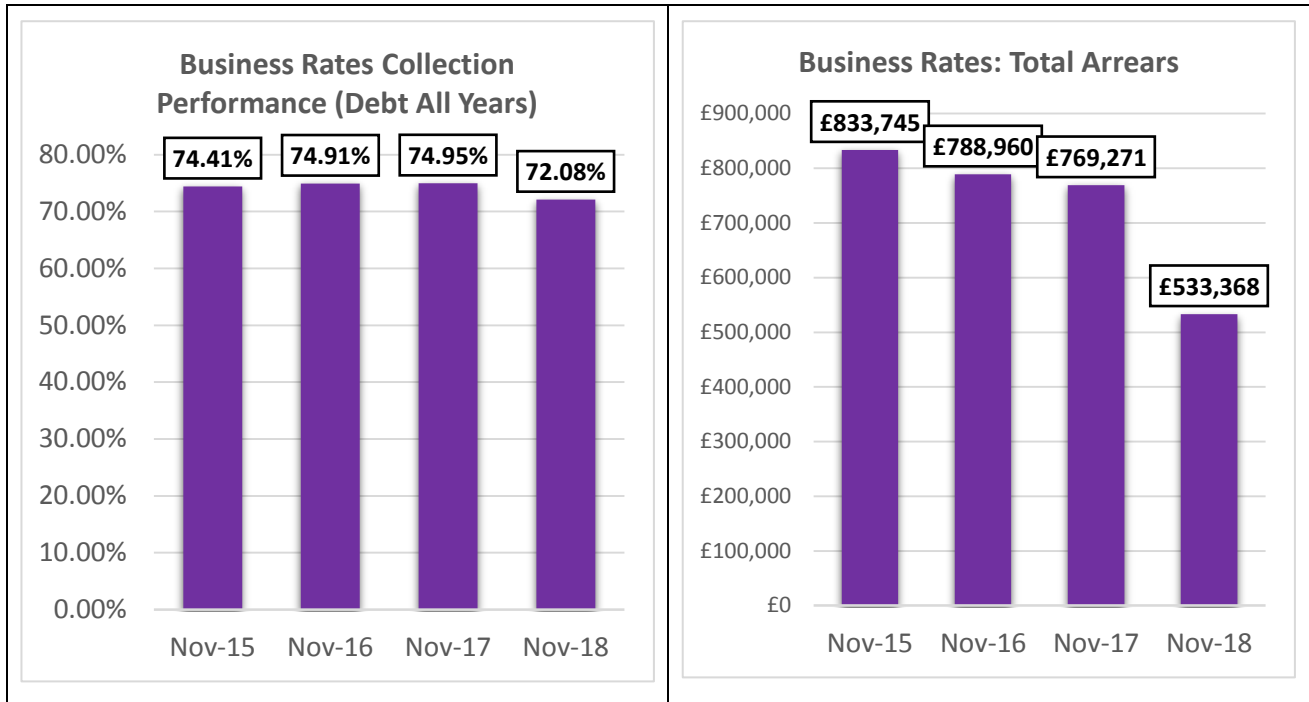 Business Rates Collection
Performance (Debt All Years)
80.00%
70.00%
60.00%
50.00%
40.00%
30.00%
20.00%
10.00%
0.00%
74.41%
74.91%
74.95%
72.08%
Nov-15
Nov-16
Nov-17
Nov-18
Business Rates: Total Arrears
£900,000
£800,000
£700,000
£600,000
£500,000
£400,000
£300,000
£200,000
£100,000
£0
£833,745
£788,960
£769,271
£533,368
Nov-15
Nov-16
Nov-17
Nov-18